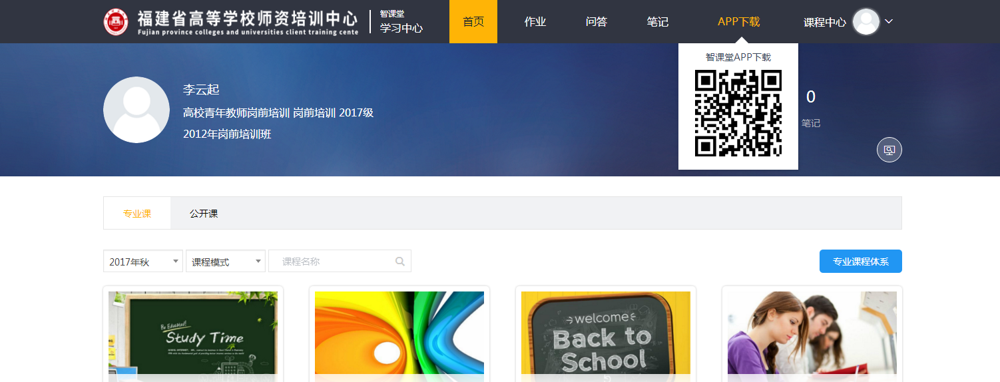 福建省高等学校师资培训中心
Fujian province colleges and universities client training cente
智课堂
学习中心
首页
作业
问答
笔记
APP下载
课程中心
智课堂APP下载
李云起
高校青年教师岗前培训 岗前培训 2017级
2012年岗前培训班
0
笔记
专业课
公开课
2017年秋
课程模式
课程名称
专业课程体系
Be Educated!
Study Time
welcome
Back to
School